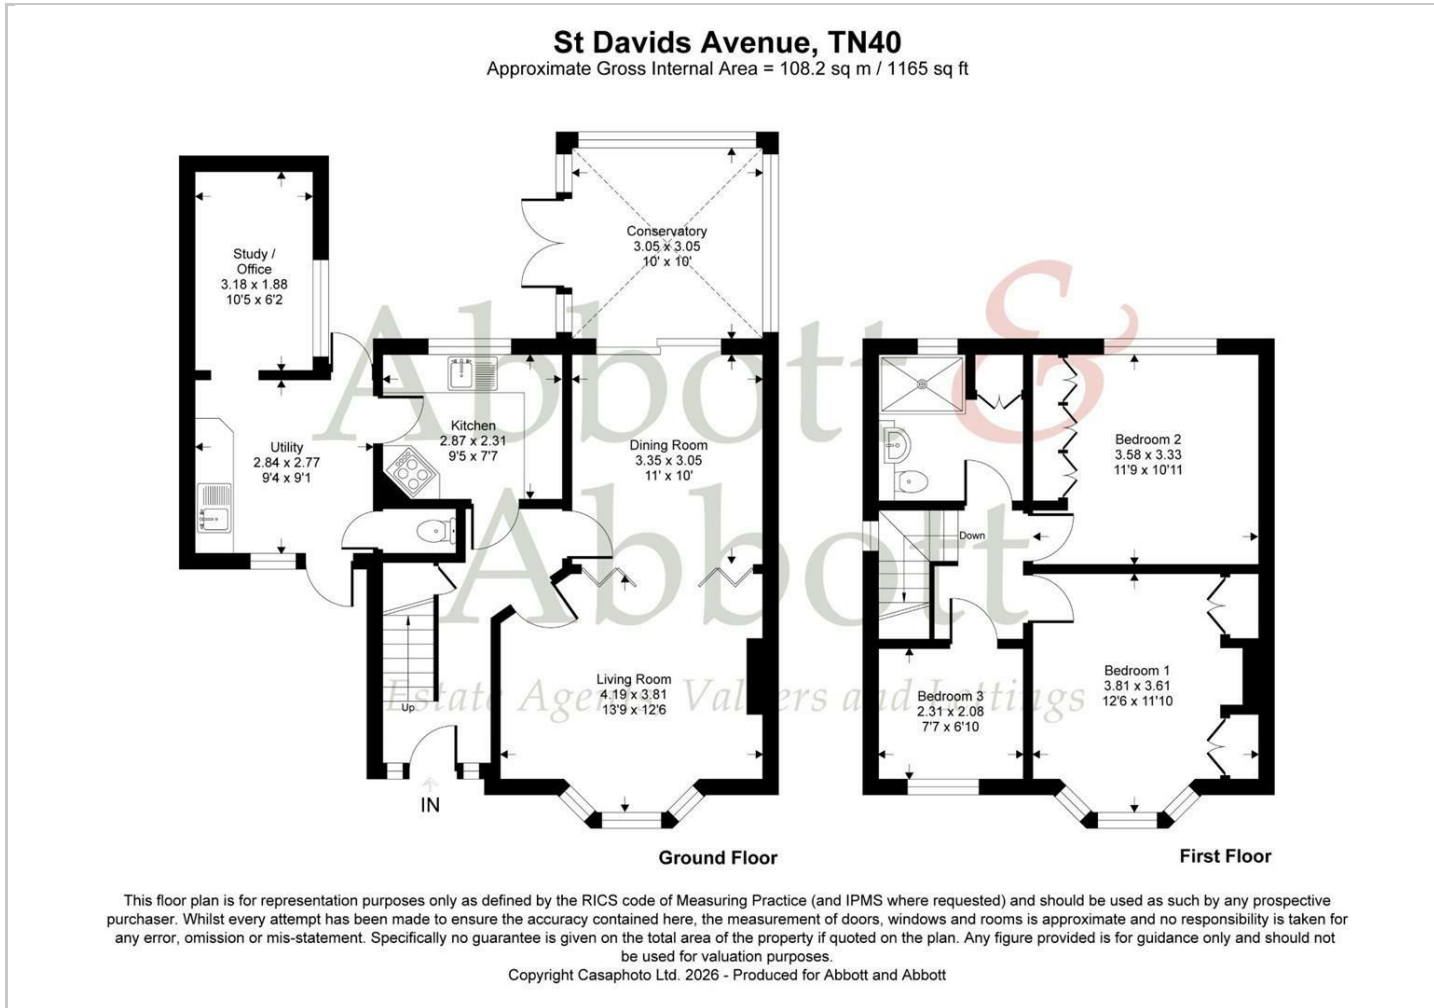 St Davids Avenue, TN40
Approximate Gross Internal Area = 108.2 sq m / 1165 sq ft
Study /
Office
3.18 x 1.88
10'5 x 6'2
Conservatory
3.05 x 3.05
10' x 10'
Utility
2.84 x 2.77
9'4 x 9'1
Kitchen
2.87 x 2.31
9'5 x 7'7
Dining Room
3.35 x 3.05
11' x 10'
Living Room
4.19 x 3.81
13'9 x 12'6
Up
IN
Ground Floor
Bedroom 2
3.58 x 3.33
11'9 x 10'11
Down
Bedroom 1
3.81 x 3.61
12'6 x 11'10
Bedroom 3
2.31 x 2.08
7'7 x 6'10
First Floor
Abbott &
Abbott
Estate Agents, Valuers and Lettings
This floor plan is for representation purposes only as defined by the RICS code of Measuring Practice (and IPMS where requested) and should be used as such by any prospective
purchaser. Whilst every attempt has been made to ensure the accuracy contained here, the measurement of doors, windows and rooms is approximate and no responsibility is taken for
any error, omission or mis-statement. Specifically no guarantee is given on the total area of the property if quoted on the plan. Any figure provided is for guidance only and should not
be used for valuation purposes.
Copyright Casaphoto Ltd. 2026 - Produced for Abbott and Abbott